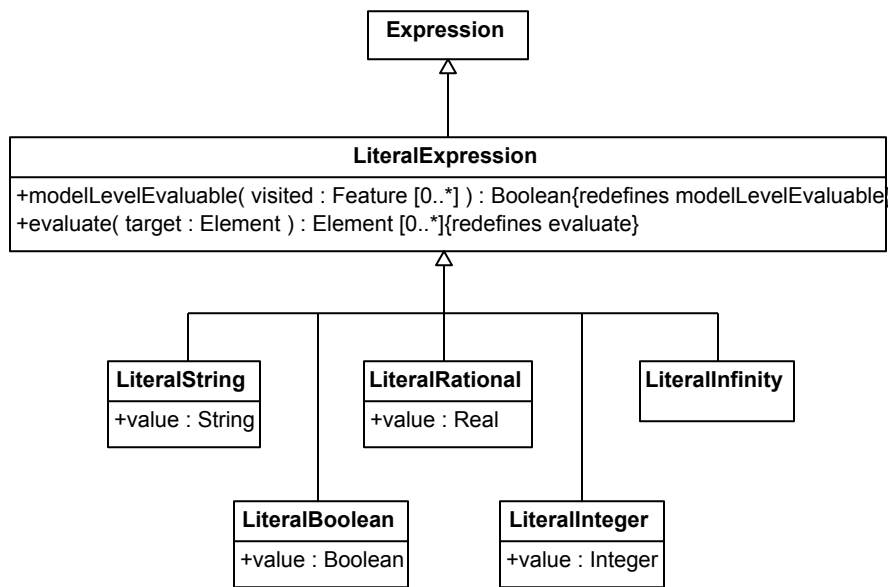 Expression
LiteralExpression
+modelLevelEvaluable( visited : Feature [0..*] ) : Boolean{redefines modelLevelEvaluable}
+evaluate( target : Element ) : Element [0..*]{redefines evaluate}
LiteralString
+value : String
LiteralRational
+value : Real
LiteralInfinity
LiteralBoolean
+value : Boolean
LiteralInteger
+value : Integer